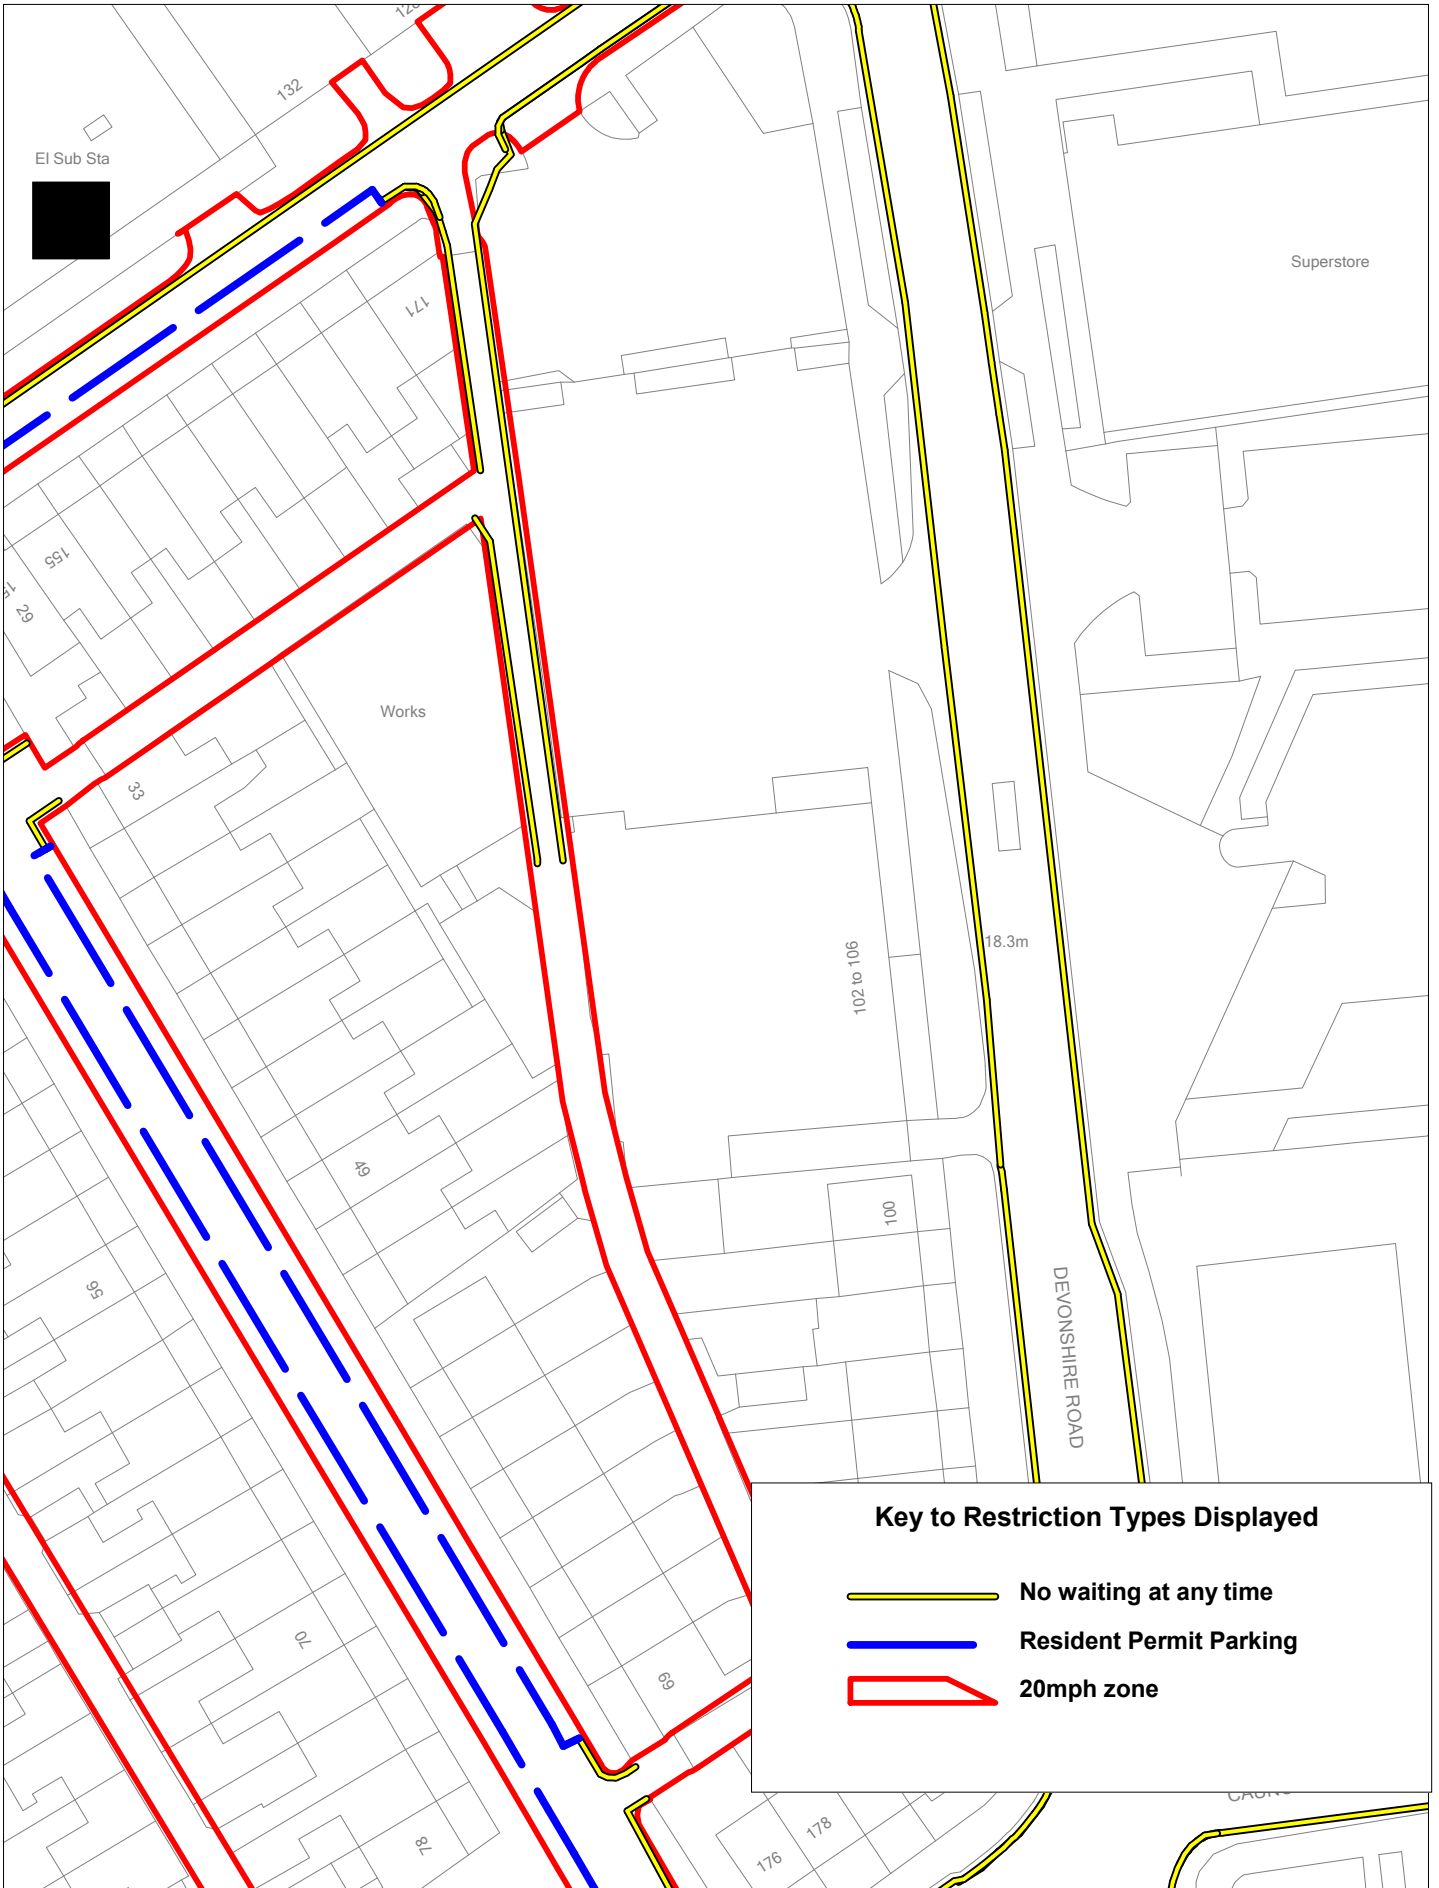 132
El Sub Sta
Superstore
171
155
29
Works
33
18.3m
102 to 106
49
100
56
DEVONSHIRE ROAD
Key to Restriction Types Displayed
No waiting at any time
Resident Permit Parking
20mph zone
70
69
178
176
78